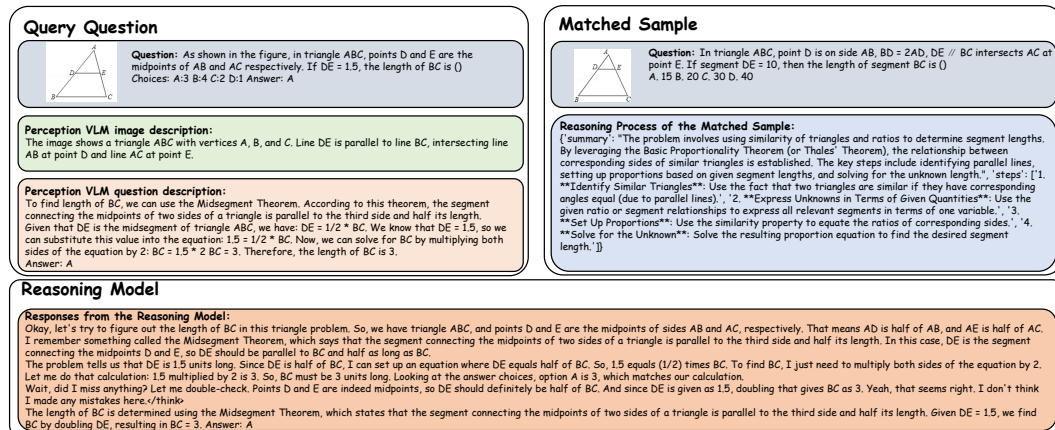 Query Question
A
D
E
B
C
Question: As shown in the figure, in triangle ABC, points D and E are the
midpoints of AB and AC respectively. If DE = 1.5, the length of BC is ()
Choices: A:3 B:4 C:2 D:1 Answer: A
Perception VLM image description:
The image shows a triangle ABC with vertices A, B, and C. Line DE is parallel to line BC, intersecting line
AB at point D and line AC at point E.
Perception VLM question description:
To find length of BC, we can use the Midsegment Theorem. According to this theorem, the segment
connecting the midpoints of two sides of a triangle is parallel to the third side and half its length.
Given that DE is the midsegment of triangle ABC, we have: DE = 1/2 * BC. We know that DE = 1.5, so we
can substitute this value into the equation: 1.5 = 1/2 * BC. Now, we can solve for BC by multiplying both
sides of the equation by 2: BC = 1.5 * 2 BC = 3. Therefore, the length of BC is 3.
Answer: A
Matched Sample
A
D
E
B
C
Question: In triangle ABC, point D is on side AB, BD = 2AD, DE // BC intersects AC at
point E. If segment DE = 10, then the length of segment BC is ()
A. 15 B. 20 C. 30 D. 40
Reasoning Process of the Matched Sample:
{'summary': "The problem involves using similarity of triangles and ratios to determine segment lengths.
By leveraging the Basic Proportionality Theorem (or Thales' Theorem), the relationship between
corresponding sides of similar triangles is established. The key steps include identifying parallel lines,
setting up proportions based on given segment lengths, and solving for the unknown length.", 'steps': ['1.
**Identify Similar Triangles**: Use the fact that two triangles are similar if they have corresponding
angles equal (due to parallel lines).', '2. **Express Unknowns in Terms of Given Quantities**: Use the
given ratio or segment relationships to express all relevant segments in terms of one variable.', '3.
**Set Up Proportions**: Use the similarity property to equate the ratios of corresponding sides.', '4.
**Solve for the Unknown**: Solve the resulting proportion equation to find the desired segment
length.']}
Reasoning Model
Responses from the Reasoning Model:
Okay, let's try to figure out the length of BC in this triangle problem. So, we have triangle ABC, and points D and E are the midpoints of sides AB and AC, respectively. That means AD is half of AB, and AE is half of AC.
I remember something called the Midsegment Theorem, which says that the segment connecting the midpoints of two sides of a triangle is parallel to the third side and half its length. In this case, DE is the segment
connecting the midpoints D and E, so DE should be parallel to BC and half as long as BC.
The problem tells us that DE is 1.5 units long. Since DE is half of BC, I can set up an equation where DE equals half of BC. So, 1.5 equals (1/2) times BC. To find BC, I just need to multiply both sides of the equation by 2.
Let me do that calculation: 1.5 multiplied by 2 is 3. So, BC must be 3 units long. Looking at the answer choices, option A is 3, which matches our calculation.
Wait, did I miss anything? Let me double-check. Points D and E are indeed midpoints, so DE should definitely be half of BC. And since DE is given as 1.5, doubling that gives BC as 3. Yeah, that seems right. I don't think
I made any mistakes here.</think>
The length of BC is determined using the Midsegment Theorem, which states that the segment connecting the midpoints of two sides of a triangle is parallel to the third side and half its length. Given DE = 1.5, we find
BC by doubling DE, resulting in BC = 3. Answer: A